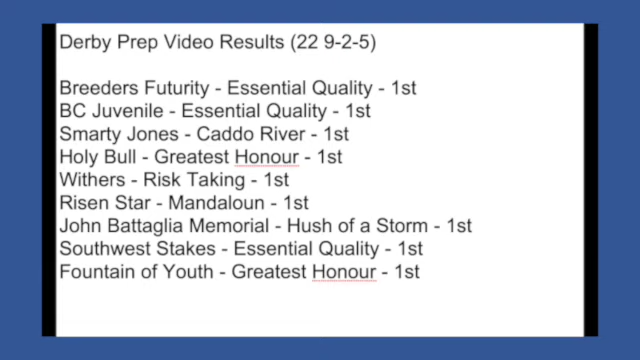 Derby Prep Video Results (22 9-2-5)
Breeders Futurity - Essential Quality - 1st
BC Juvenile - Essential Quality - 1st
Smarty Jones - Caddo River - 1st
Holy Bull - Greatest Honour - 1st
Withers - Risk Taking - 1st
Risen Star - Mandaloun - 1st
John Battaglia Memorial - Hush of a Storm - 1st
Southwest Stakes - Essential Quality - 1st
Fountain of Youth - Greatest Honour - 1st